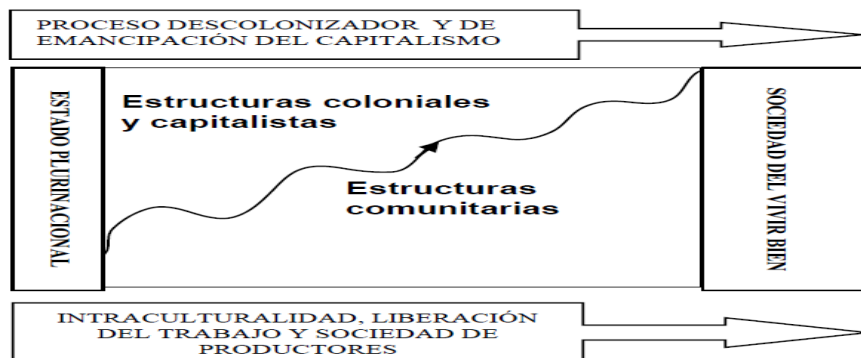 PROCESO DESCOLONIZADOR Y DE
EMANCIPACIÓN DEL CAPITALISMO
ESTADO PLURINACIONAL
Estructuras coloniales
y capitalistas
Estructuras
comunitarias
SOCIEDAD DEL VIVIR BIEN
INTRACULTURALIDAD, LIBERACIÓN
DEL TRABAJO Y SOCIEDAD DE
PRODUCTORES